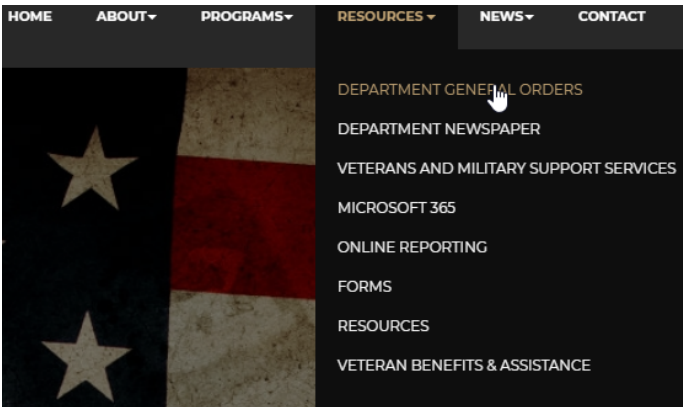 HOME ABOUT PROGRAMS RESOURCES NEWS CONTACT
DEPARTMENT GENERAL ORDERS
DEPARTMENT NEWSPAPER
VETERANS AND MILITARY SUPPORT SERVICES
MICROSOFT 365
ONLINE REPORTING
FORMS
RESOURCES
VETERAN BENEFITS & ASSISTANCE